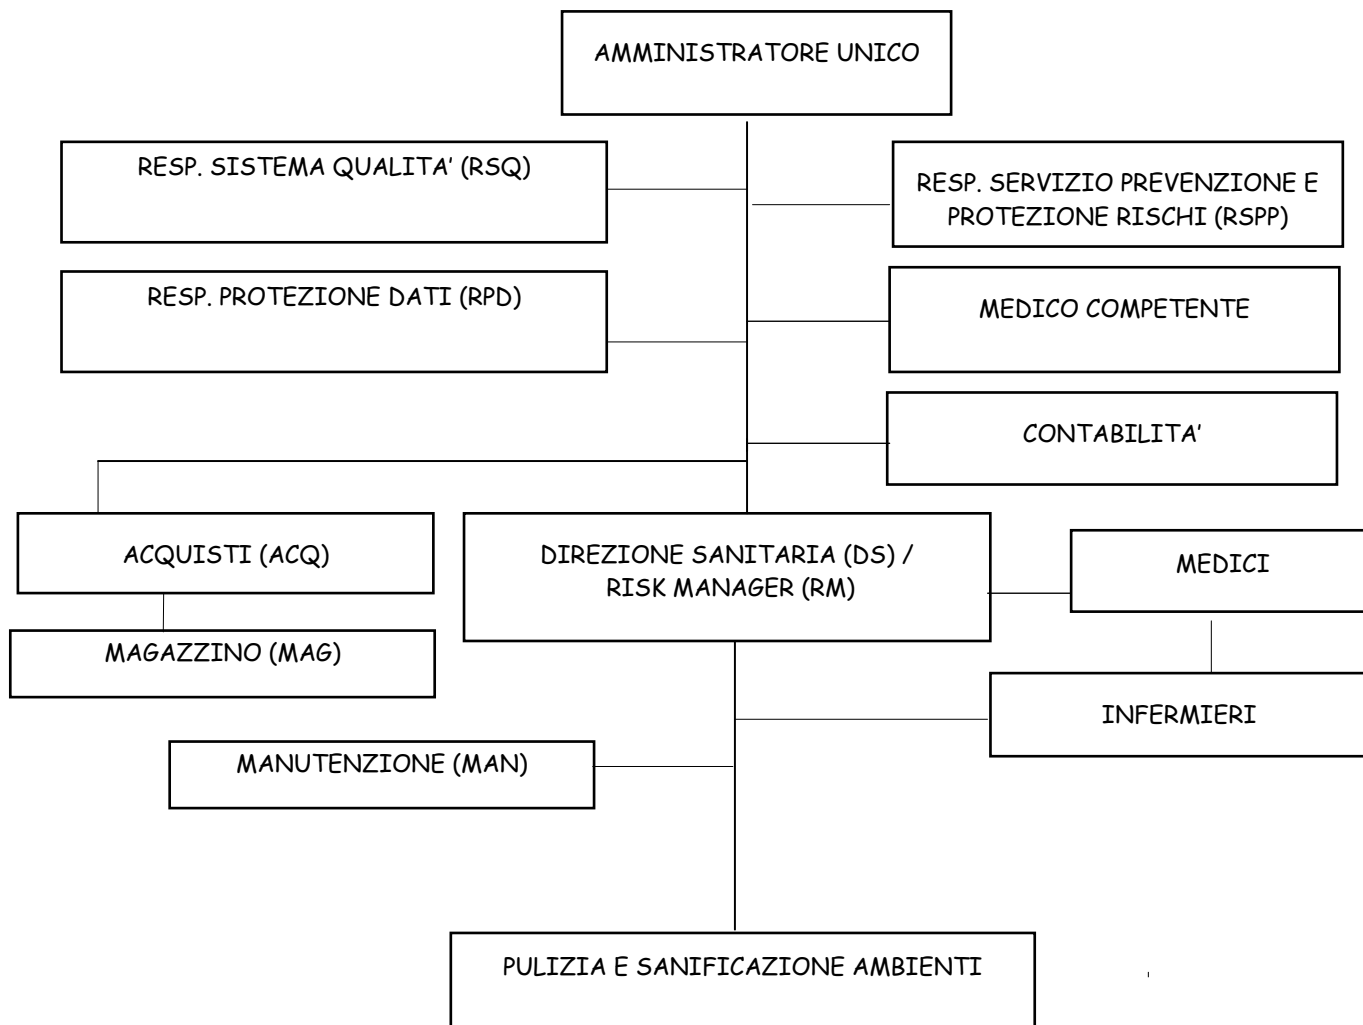 AMMINISTRATORE UNICO
RESP. SISTEMA QUALITA' (RSQ)
RESP. SERVIZIO PREVENZIONE E
PROTEZIONE RISCHI (RSPP)
RESP. PROTEZIONE DATI (RPD)
MEDICO COMPETENTE
CONTABILITA'
ACQUISTI (ACQ)
DIREZIONE SANITARIA (DS) /
RISK MANAGER (RM)
MEDICI
MAGAZZINO (MAG)
INFERMIERI
MANUTENZIONE (MAN)
PULIZIA E SANIFICAZIONE AMBIENTI